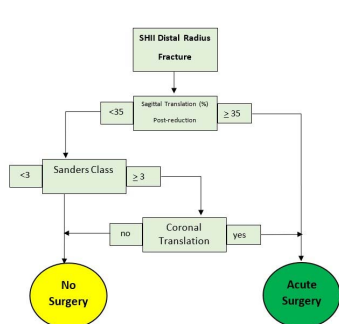 SHII Distal Radius
Fracture
<35
Sagittal Translation (%)
Post-reduction
≥ 35
<3
Sanders Class
≥ 3
no
Coronal
Translation
yes
No
Surgery
Acute
Surgery